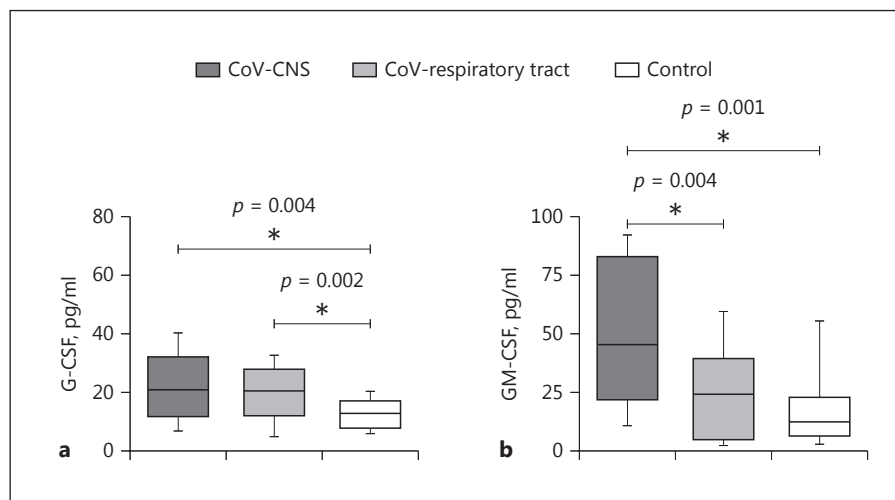 CoV-CNS CoV-respiratory tract Control
p = 0.004
*
p = 0.002
*
80
60
40
20
0
G-CSF, pg/ml
a
p = 0.001
*
p = 0.004
*
100
75
50
25
0
GM-CSF, pg/ml
b